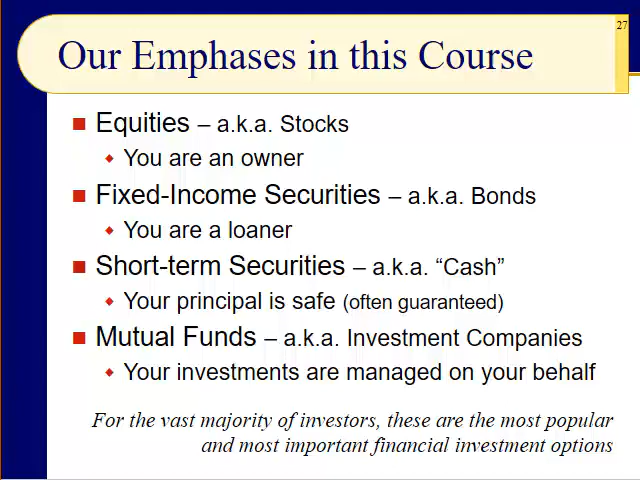 27
Our Emphases in this Course
Equities – a.k.a. Stocks
You are an owner
Fixed-Income Securities – a.k.a. Bonds
You are a loaner
Short-term Securities – a.k.a. “Cash”
Your principal is safe (often guaranteed)
Mutual Funds – a.k.a. Investment Companies
Your investments are managed on your behalf
For the vast majority of investors, these are the most popular
and most important financial investment options